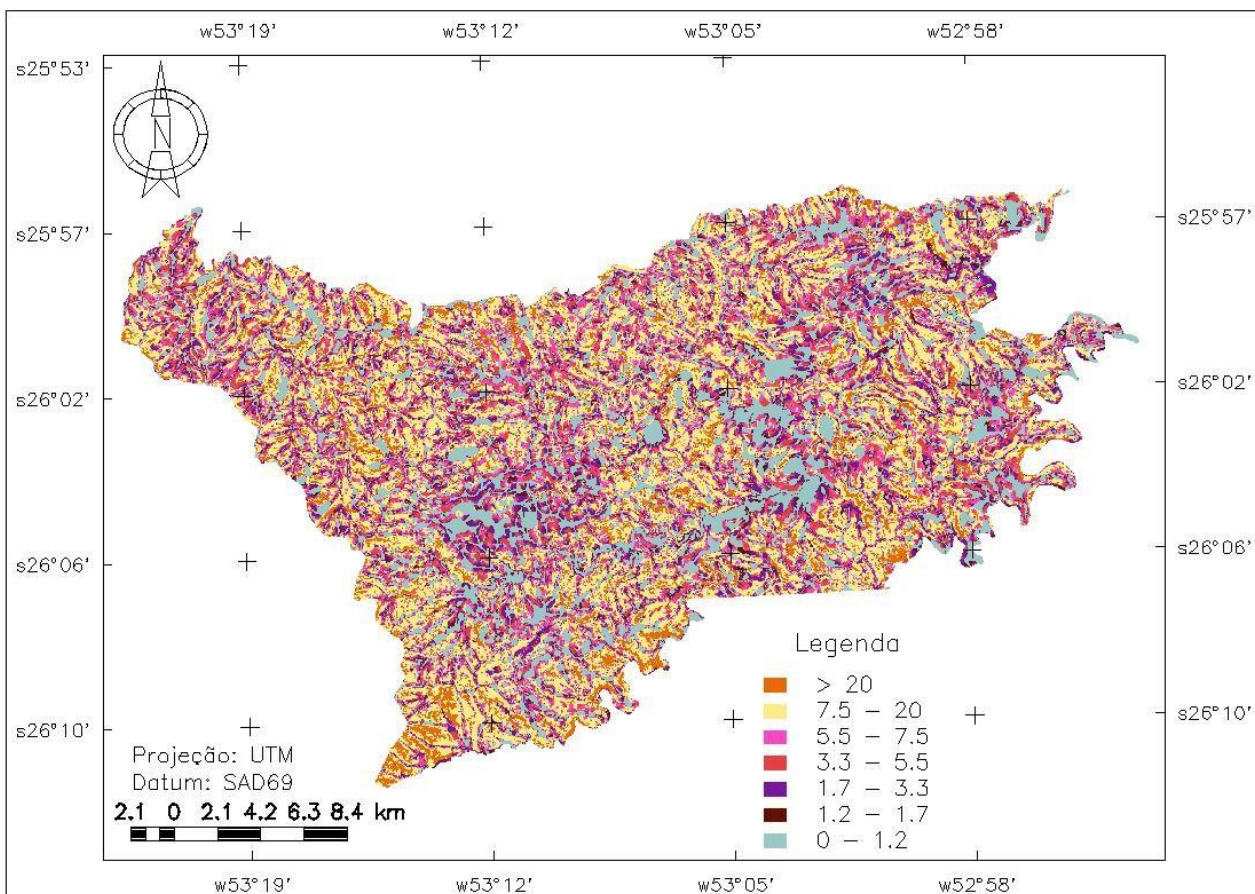 w53°19' w53°12' w53°05' w52°58'
s25°53'
N
s25°57' s25°57'
s26°02' s26°02'
s26°06' s26°06'
Legenda
> 20
7.5 – 20
5.5 – 7.5
3.3 – 5.5
1.7 – 3.3
1.2 – 1.7
0 – 1.2
s26°10' s26°10'
Projeção: UTM
Datum: SAD69
2.1 0 2.1 4.2 6.3 8.4 km
w53°19' w53°12' w53°05' w52°58'